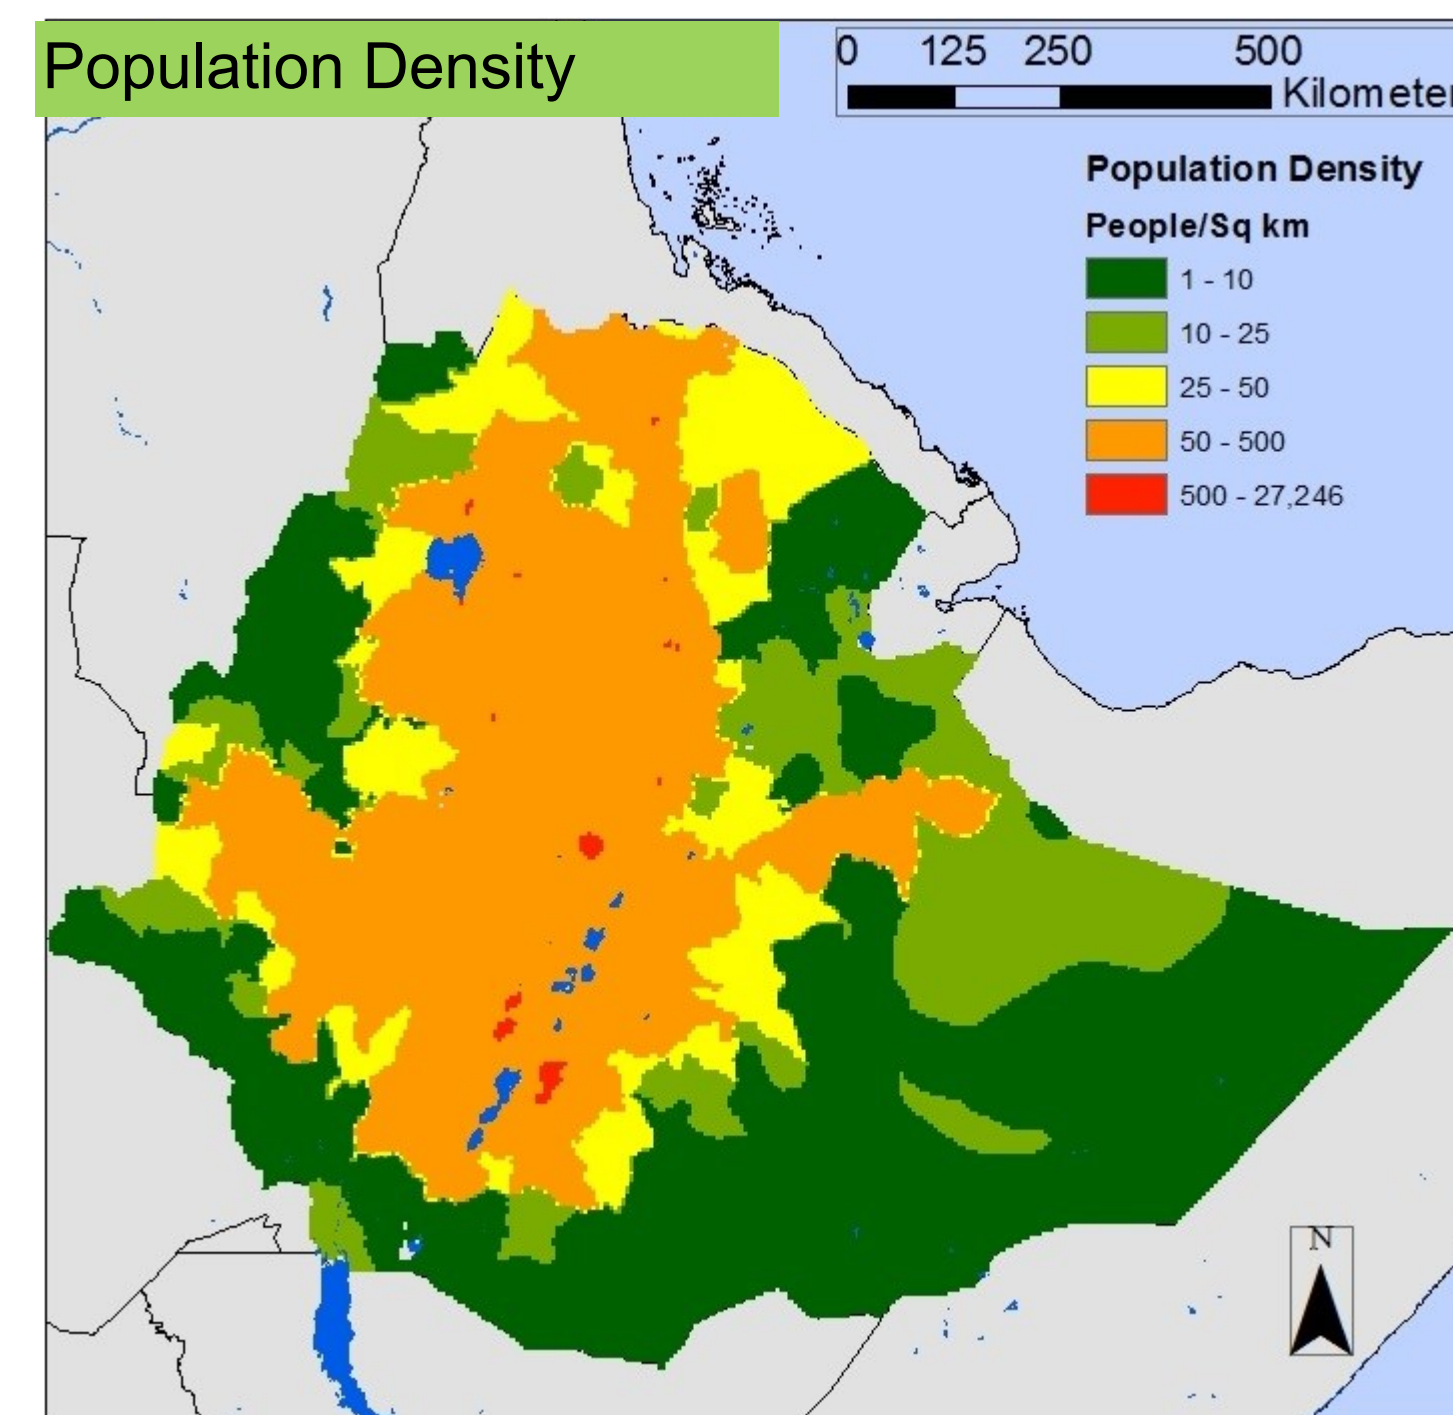 Population Density
0 125 250 500
Kilometer
Population Density
People/Sq km
1 - 10
10 - 25
25 - 50
50 - 500
500 - 27,246
N